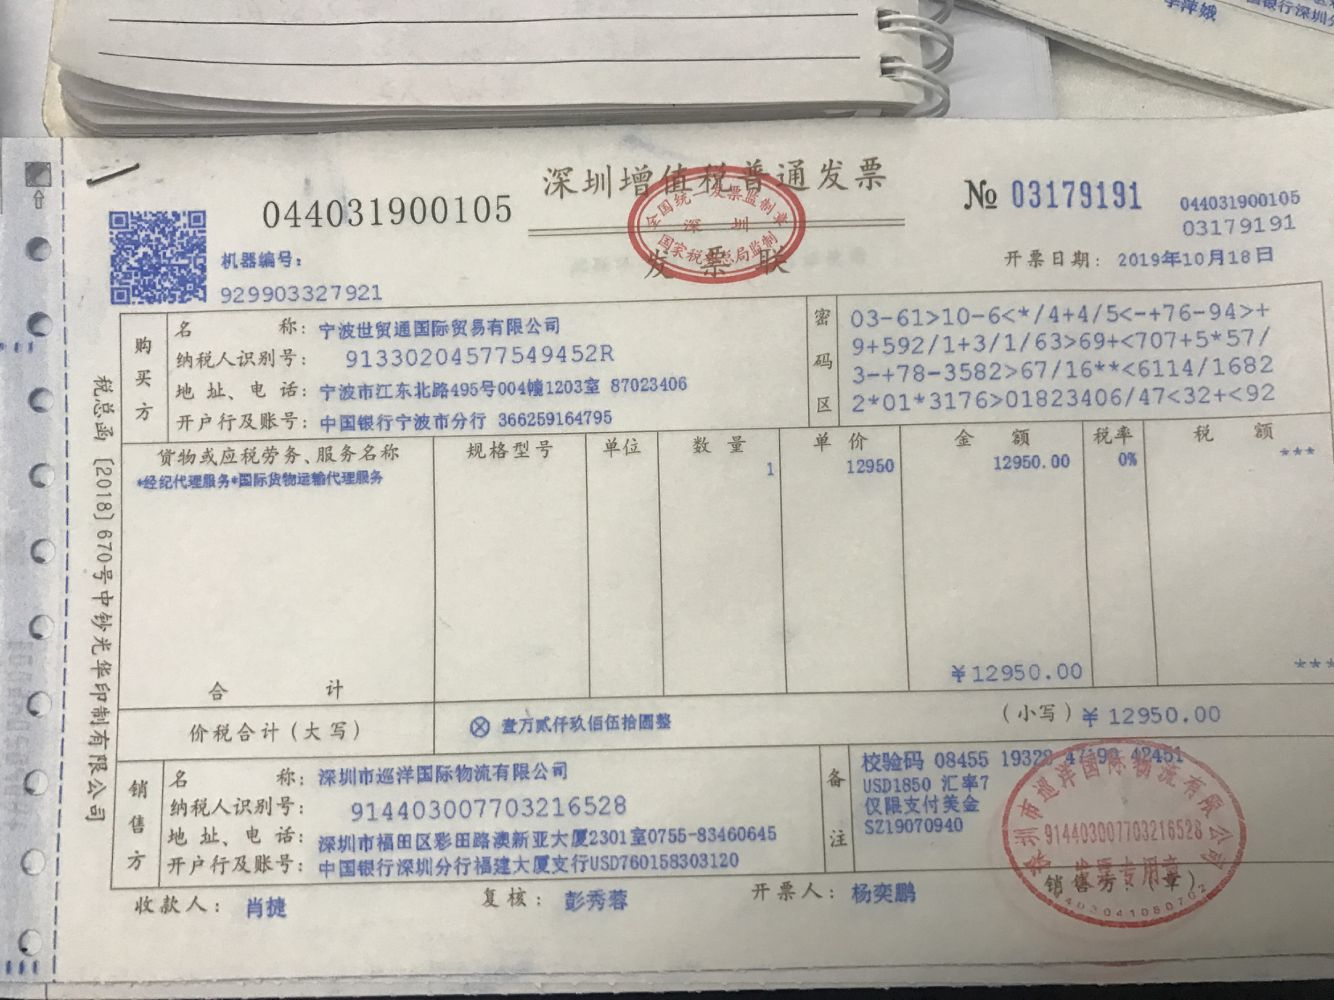 李萍娥
深圳增值税普通发票
发票联
全国统一发票监制章
深圳
国家税务总局监制
044031900105
№ 03179191
044031900105
03179191
机器编号：
929903327921
开票日期： 2019年10月18日
购买方
名称： 宁波世贸通国际贸易有限公司
纳税人识别号： 91330204577549452R
地址、电话： 宁波市江东北路495号004幢1203室 87023406
开户行及账号： 中国银行宁波市分行 366259164795
密码区
03-61>10-6<*/4+4/5<-+76-94>+
9+592/1+3/1/63>69+<707+5*57/
3-+78-3582>67/16**<6114/1682
2*01*3176>01823406/47<32+<92
货物或应税劳务、服务名称 规格型号 单位 数量 单价 金额 税率 税额
*经纪代理服务*国际货物运输代理服务 1 12950 12950.00 0% ***
合计 ¥12950.00 ***
价税合计（大写） ⊗ 壹万贰仟玖佰伍拾圆整 （小写）¥ 12950.00
销售方
名称： 深圳市巡洋国际物流有限公司
纳税人识别号： 914403007703216528
地址、电话： 深圳市福田区彩田路澳新亚大厦2301室0755-83460645
开户行及账号： 中国银行深圳分行福建大厦支行USD760158303120
备注
校验码 08455 19328 47193 42451
USD1850 汇率7
仅限支付美金
SZ19070940
深圳市巡洋国际物流有限公司
914403007703216528
发票专用章
收款人： 肖捷 复核： 彭秀蓉 开票人： 杨奕鹏 销售方：（章）
税总函〔2018〕670号中钞光华印制有限公司